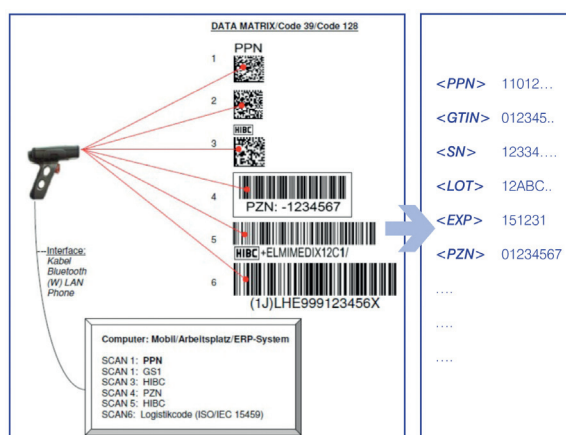 DATA MATRIX/Code 39/Code 128
PPN
1
2
HIBC
3
4
PZN: -1234567
5
HIBC +ELMIMEDIX12C1/
6
(1J)LHE999123456X
Interface:
Kabel
Bluetooth
(W) LAN
Phone
Computer: Mobil/Arbeitsplatz/ERP-System
SCAN 1: PPN
SCAN 1: GS1
SCAN 3: HIBC
SCAN 4: PZN
SCAN 5: HIBC
SCAN6: Logistikcode (ISO/IEC 15459)
<PPN> 11012...
<GTIN> 012345..
<SN> 12334....
<LOT> 12ABC..
<EXP> 151231
<PZN> 01234567
....
....
....